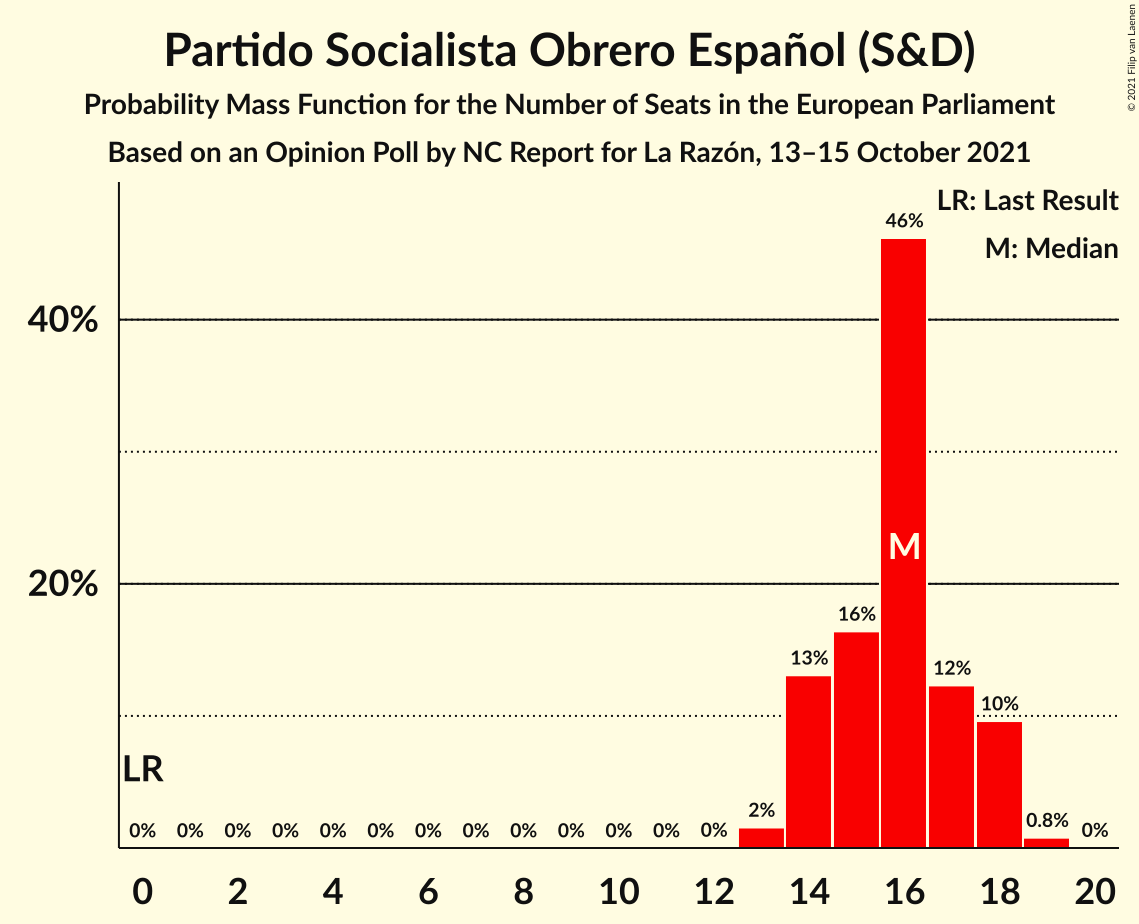 Partido Socialista Obrero Español (S&D)
Probability Mass Function for the Number of Seats in the European Parliament
Based on an Opinion Poll by NC Report for La Razón, 13–15 October 2021
© 2021 Filip van Laenen
LR: Last Result
M: Median
46%
40%
M
20%
16%
13%
12%
10%
LR
0% 0% 0% 0% 0% 0% 0% 0% 0% 0% 0% 0% 0% 2% 0.8% 0%
0 2 4 6 8 10 12 14 16 18 20